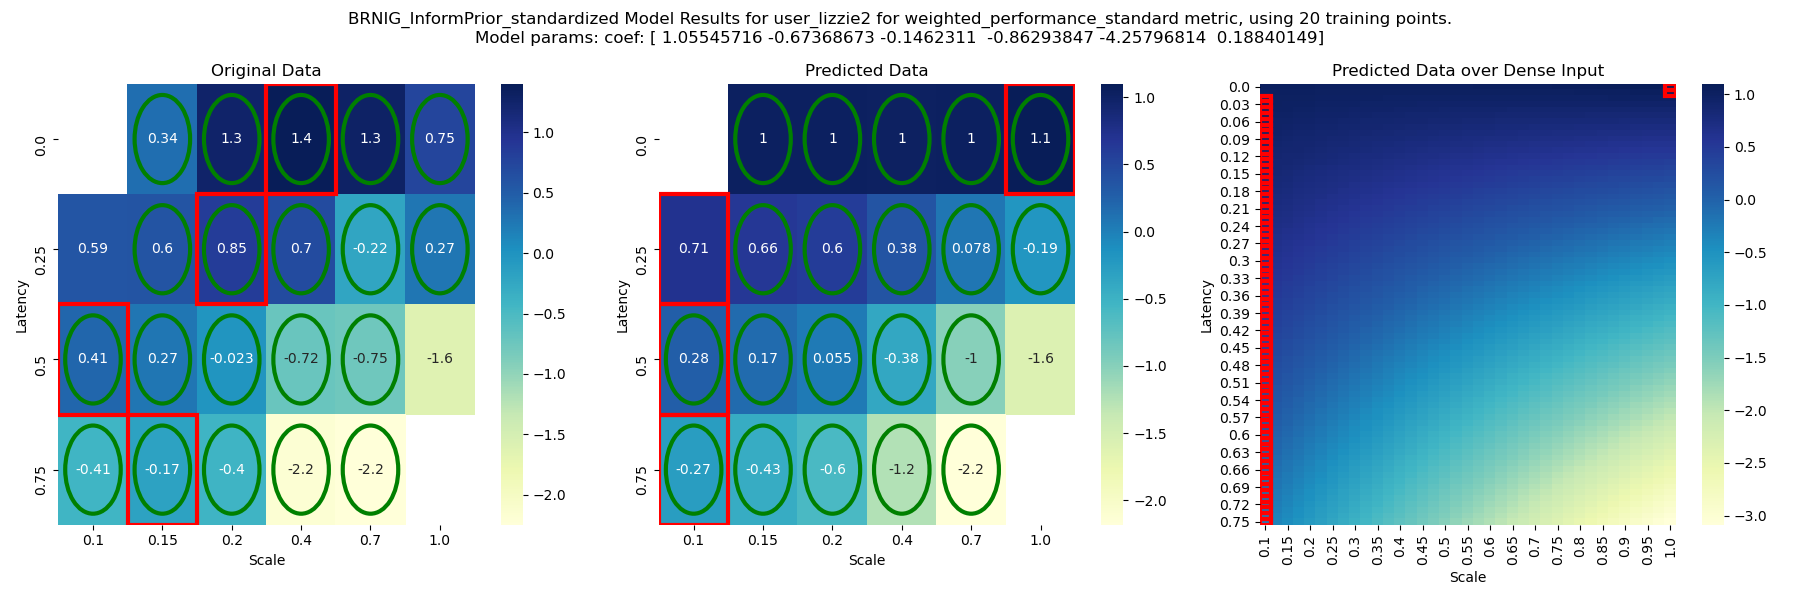 BRNIG_InformPrior_standardized Model Results for user_lizzie2 for weighted_performance_standard metric, using 20 training points.
Model params: coef: [ 1.05545716 -0.67368673 -0.1462311  -0.86293847 -4.25796814  0.18840149]
Original Data
0.0 0.34 1.3 1.4 1.3 0.75
0.25 0.59 0.6 0.85 0.7 -0.22 0.27
0.5 0.41 0.27 -0.023 -0.72 -0.75 -1.6
0.75 -0.41 -0.17 -0.4 -2.2 -2.2
0.1 0.15 0.2 0.4 0.7 1.0
Scale
Latency
1.0
0.5
0.0
−0.5
−1.0
−1.5
−2.0
Predicted Data
0.0 1 1 1 1 1.1
0.25 0.71 0.66 0.6 0.38 0.078 -0.19
0.5 0.28 0.17 0.055 -0.38 -1 -1.6
0.75 -0.27 -0.43 -0.6 -1.2 -2.2
0.1 0.15 0.2 0.4 0.7 1.0
Scale
Latency
1.0
0.5
0.0
−0.5
−1.0
−1.5
−2.0
Predicted Data over Dense Input
0.0
0.03
0.06
0.09
0.12
0.15
0.18
0.21
0.24
0.27
0.3
0.33
0.36
0.39
0.42
0.45
0.48
0.51
0.54
0.57
0.6
0.63
0.66
0.69
0.72
0.75
0.1 0.15 0.2 0.25 0.3 0.35 0.4 0.45 0.5 0.55 0.6 0.65 0.7 0.75 0.8 0.85 0.9 0.95 1.0
Scale
Latency
1.0
0.5
0.0
−0.5
−1.0
−1.5
−2.0
−2.5
−3.0